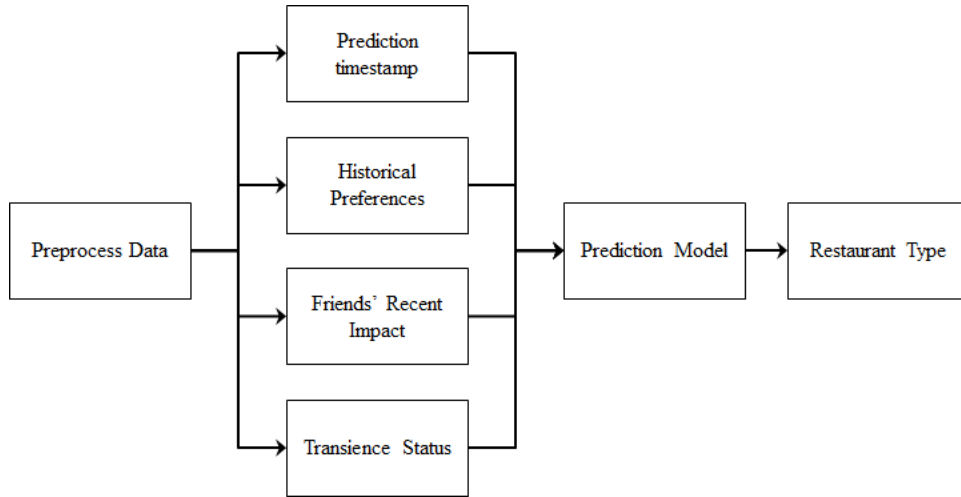 Preprocess Data
Prediction
timestamp
Historical
Preferences
Friends’ Recent
Impact
Transience Status
Prediction Model
Restaurant Type